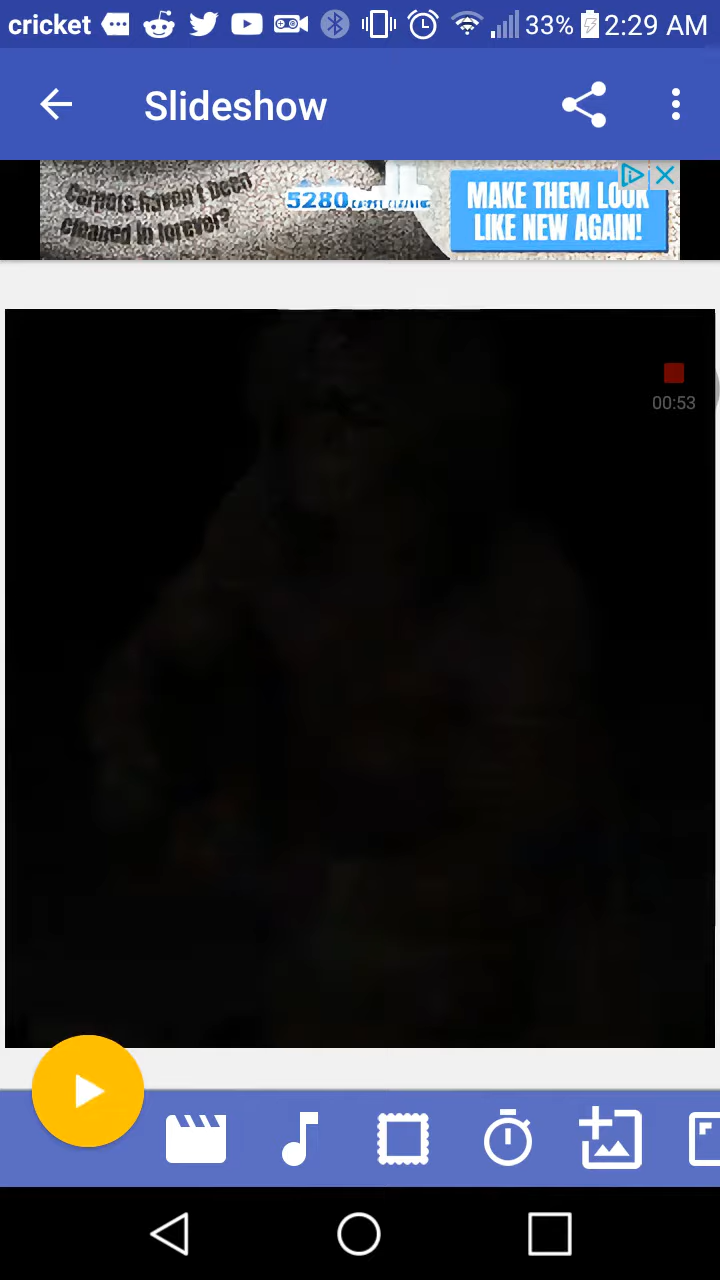 cricket 33% 2:29 AM
Slideshow
Carpets haven't been
cleaned in forever?
5280
MAKE THEM LOOK
LIKE NEW AGAIN!
00:53